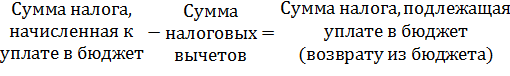 Сумма налога,
начисленная к
уплате в бюджет
−
Сумма
налоговых
вычетов
=
Сумма налога, подлежащая
уплате в бюджет
(возврату из бюджета)